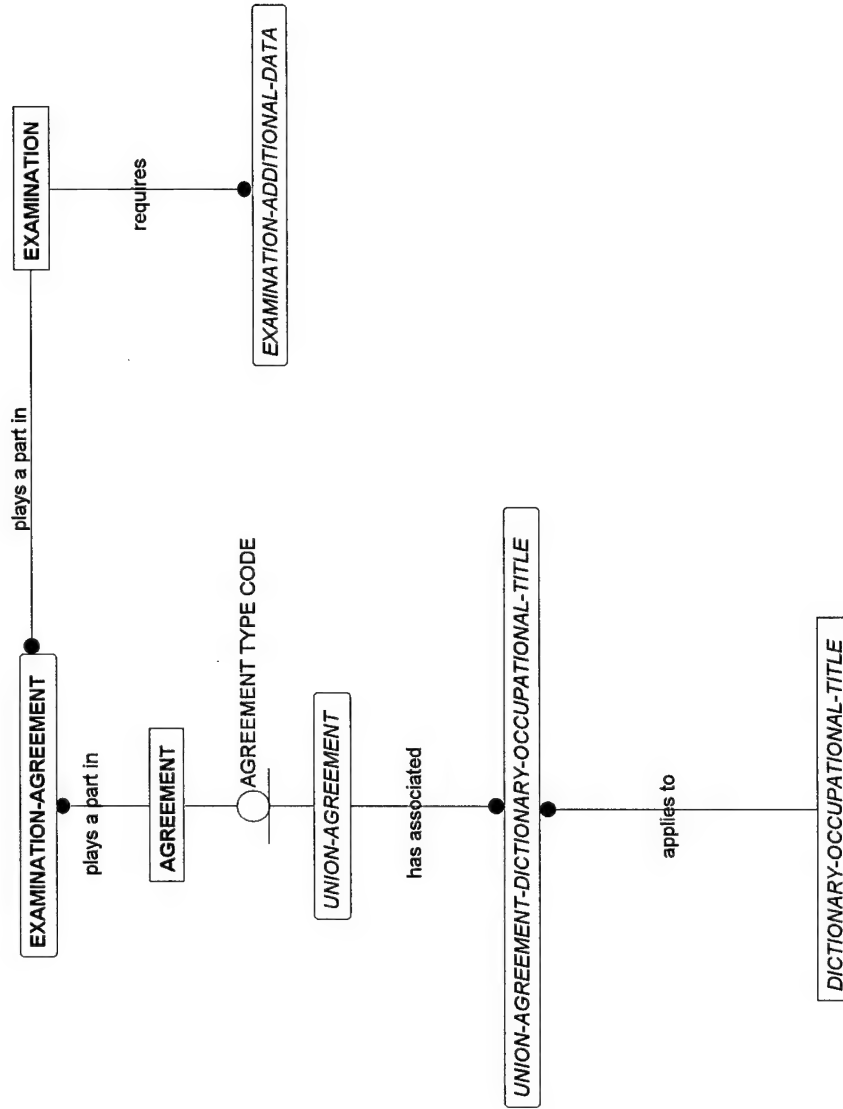 EXAMINATION-AGREEMENT
plays a part in
EXAMINATION
plays a part in
requires
AGREEMENT
AGREEMENT TYPE CODE
EXAMINATION-ADDITIONAL-DATA
UNION-AGREEMENT
has associated
UNION-AGREEMENT-DICTIONARY-OCCUPATIONAL-TITLE
applies to
DICTIONARY-OCCUPATIONAL-TITLE